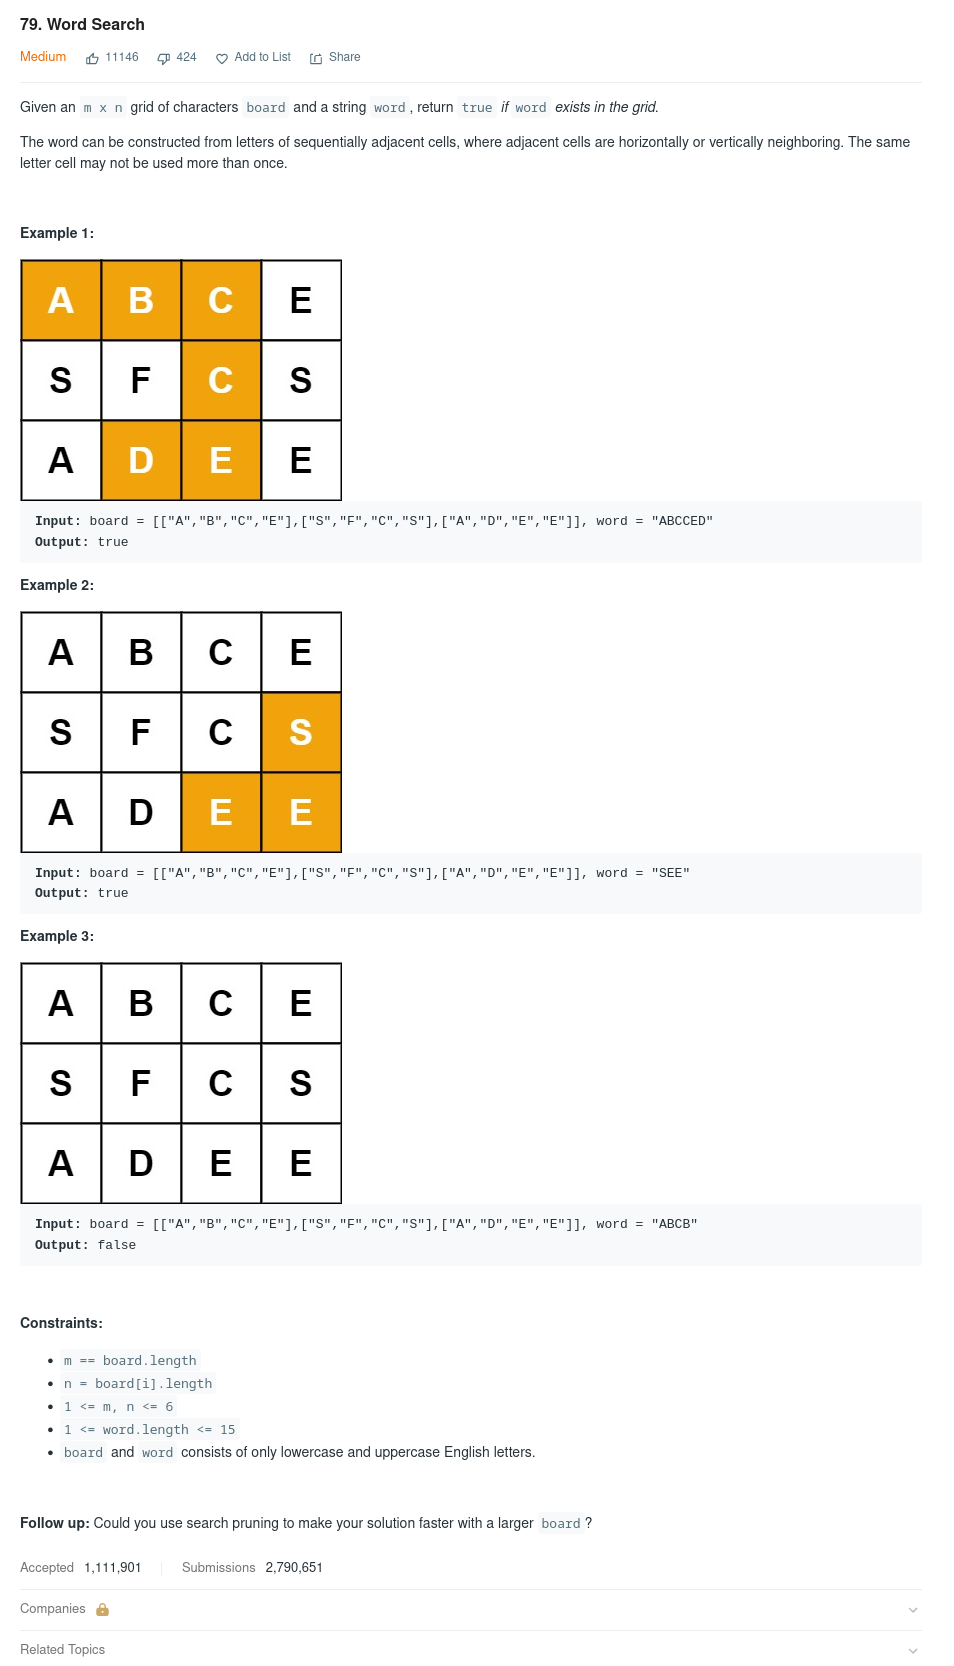 79. Word Search
Medium 11146 424 Add to List Share
Given an m x n grid of characters board and a string word, return true if word exists in the grid.
The word can be constructed from letters of sequentially adjacent cells, where adjacent cells are horizontally or vertically neighboring. The same
letter cell may not be used more than once.
Example 1:
A B C E
S F C S
A D E E
Input: board = [["A","B","C","E"],["S","F","C","S"],["A","D","E","E"]], word = "ABCCED"
Output: true
Example 2:
A B C E
S F C S
A D E E
Input: board = [["A","B","C","E"],["S","F","C","S"],["A","D","E","E"]], word = "SEE"
Output: true
Example 3:
A B C E
S F C S
A D E E
Input: board = [["A","B","C","E"],["S","F","C","S"],["A","D","E","E"]], word = "ABCB"
Output: false
Constraints:
• m == board.length
• n = board[i].length
• 1 <= m, n <= 6
• 1 <= word.length <= 15
• board and word consists of only lowercase and uppercase English letters.
Follow up: Could you use search pruning to make your solution faster with a larger board?
Accepted 1,111,901 Submissions 2,790,651
Companies
Related Topics